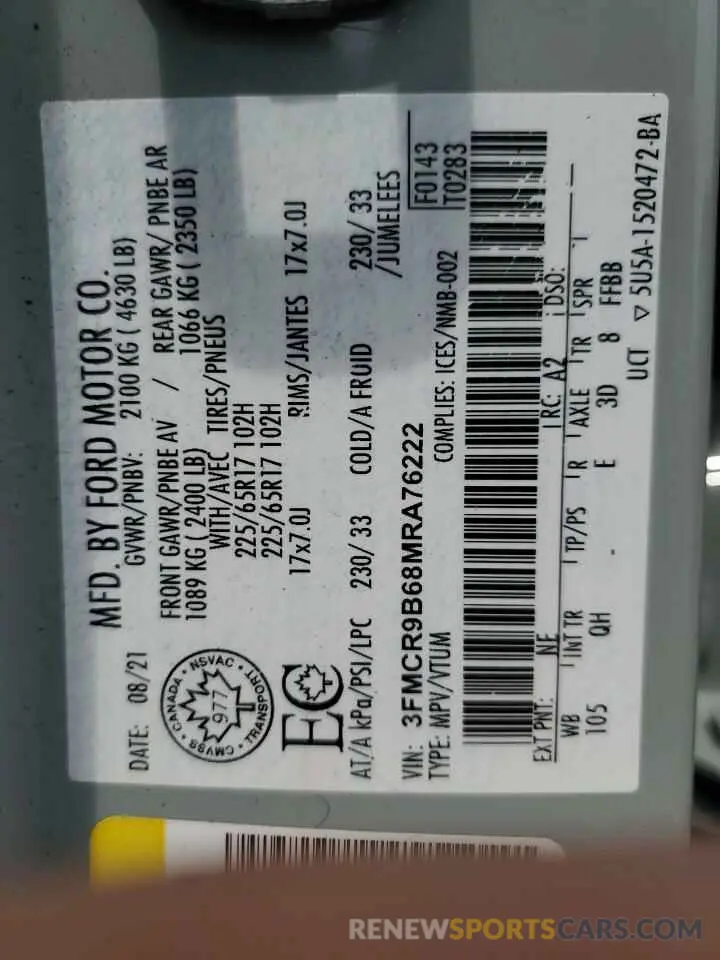 MFD. BY FORD MOTOR CO.
DATE: 08/21
GVWR/PNBV:
2100 KG ( 4630 LB)
FRONT GAWR/PNBE AV / REAR GAWR/ PNBE AR
1089 KG ( 2400 LB)
1066 KG ( 2350 LB)
WITH/AVEC TIRES/PNEUS
225/65R17 102H
225/65R17 102H
RIMS/JANTES
17x7.0J
17x7.0J
CANADA · NSVAC · TRANSPORT · CMVSS
977
EC
AT/A kPa/PSI/LPC 230/ 33 COLD/A FRUID 230/ 33
/JUMELEES
VIN: 3FMCR9B68MRA76222
F0143
T0283
TYPE: MPV/VTUM
COMPLIES: ICES/NMB-002
EXT PNT: NE RC: A2 DSO:
WB INT TR TP/PS R AXLE TR SPR
105 QH - E 3D 8 FFBB
UCT ▽ 5U5A-1520472-BA
RENEWSPORTSCARS.COM